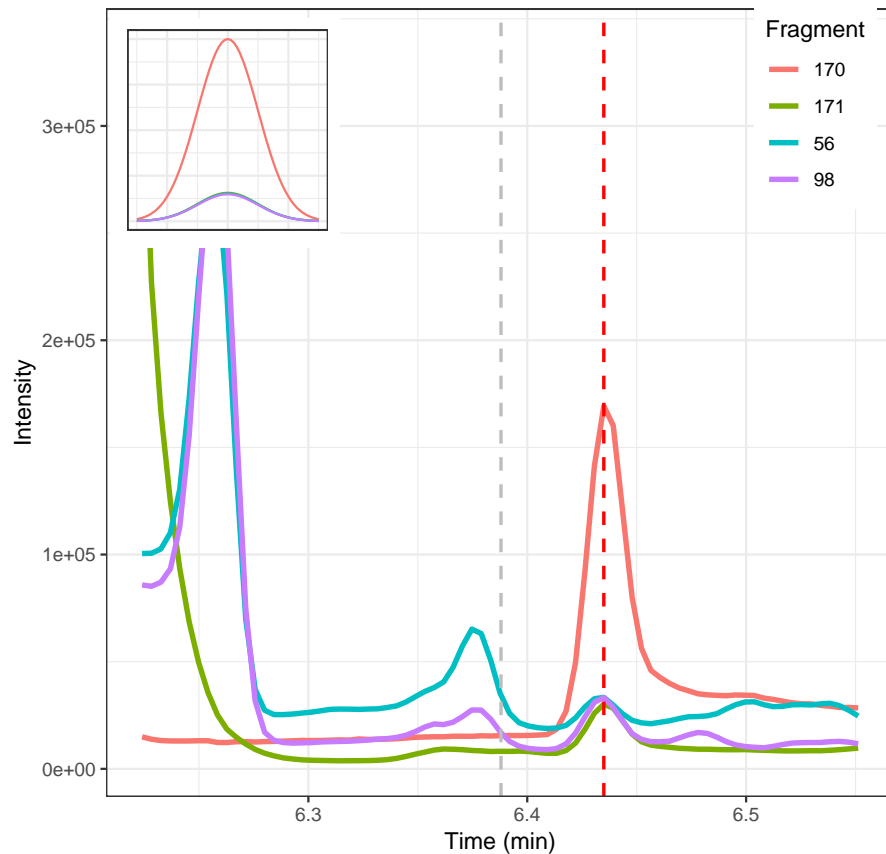 Fragment
170
171
56
98
3e+05
2e+05
1e+05
0e+00
Intensity
6.3
6.4
6.5
Time (min)